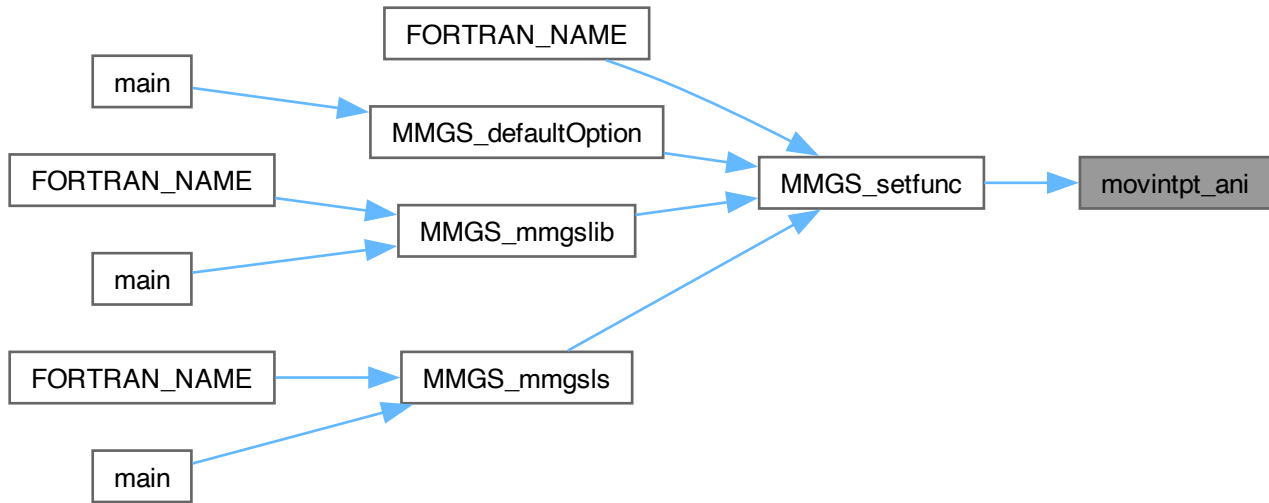 FORTRAN_NAME
main
MMGS_defaultOption
FORTRAN_NAME
MMGS_setfunc
movintpt_ani
MMGS_mmgslib
main
FORTRAN_NAME
MMGS_mmgsls
main